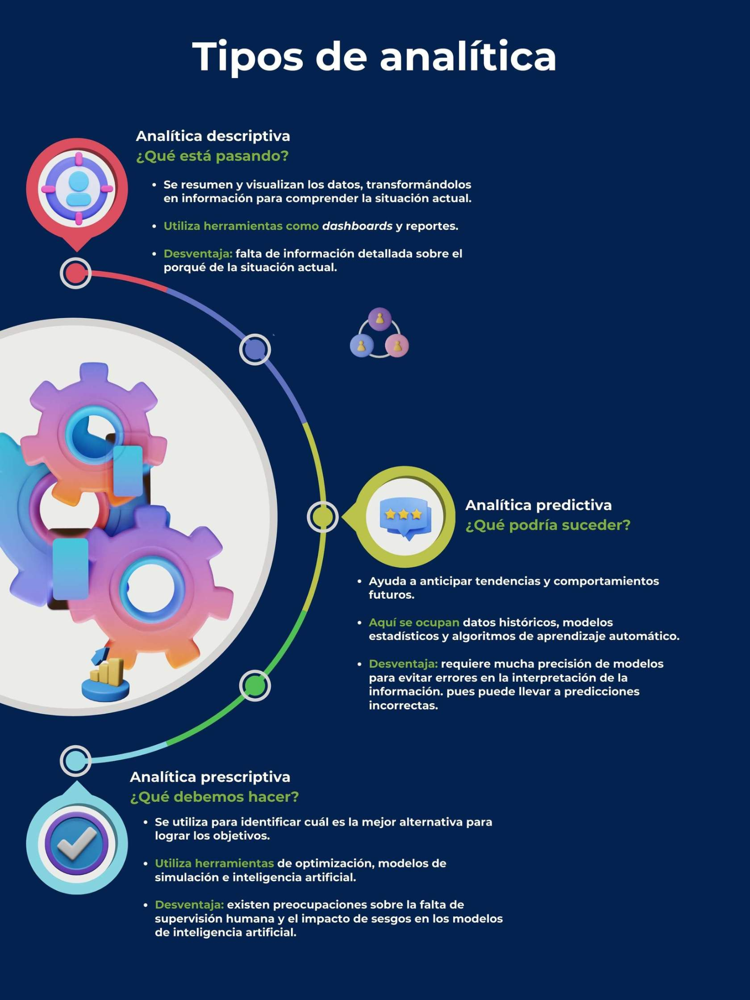 Tipos de analítica
Analítica descriptiva
¿Qué está pasando?
• Se resumen y visualizan los datos, transformándolos
en información para comprender la situación actual.
• Utiliza herramientas como dashboards y reportes.
• Desventaja: falta de información detallada sobre el
porqué de la situación actual.
Analítica predictiva
¿Qué podría suceder?
• Ayuda a anticipar tendencias y comportamientos
futuros.
• Aquí se ocupan datos históricos, modelos
estadísticos y algoritmos de aprendizaje automático.
• Desventaja: requiere mucha precisión de modelos
para evitar errores en la interpretación de la
información. pues puede llevar a predicciones
incorrectas.
Analítica prescriptiva
¿Qué debemos hacer?
• Se utiliza para identificar cuál es la mejor alternativa para
lograr los objetivos.
• Utiliza herramientas de optimización, modelos de
simulación e inteligencia artificial.
• Desventaja: existen preocupaciones sobre la falta de
supervisión humana y el impacto de sesgos en los modelos
de inteligencia artificial.